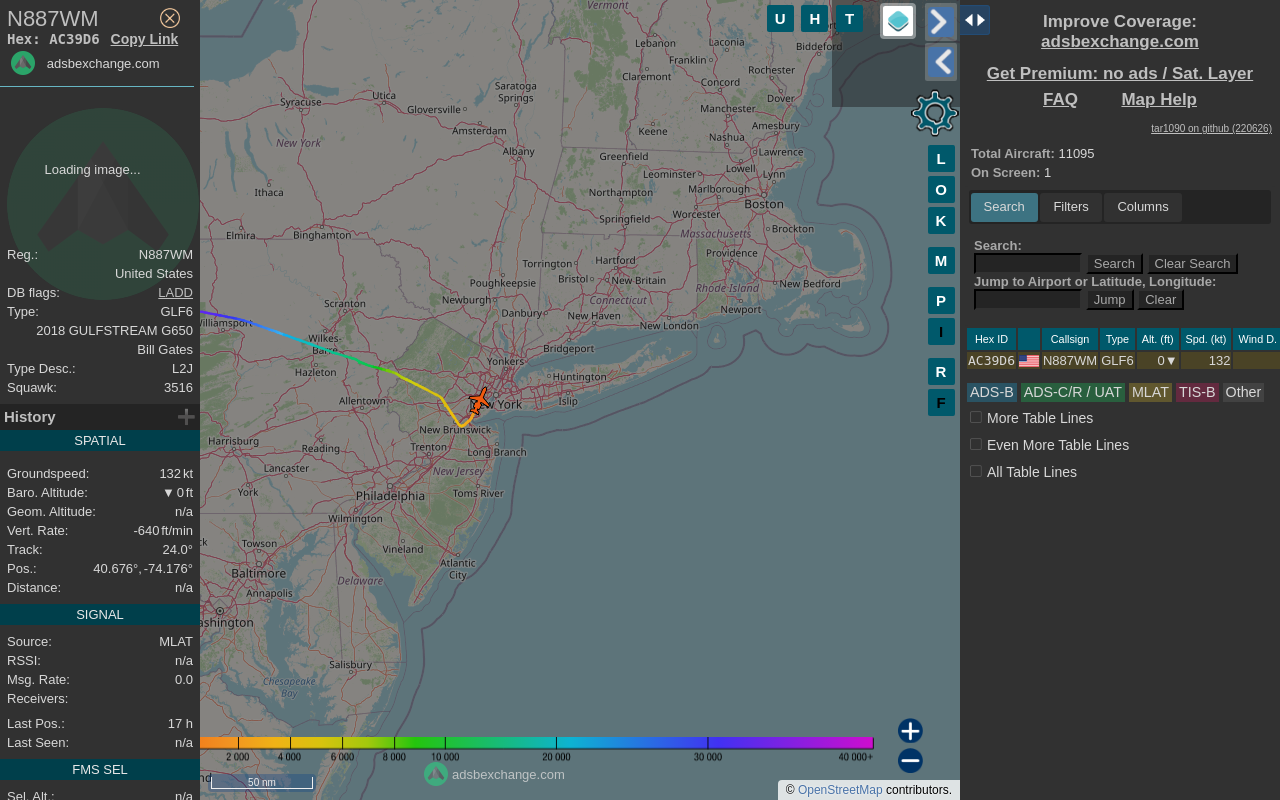 N887WM
Hex: AC39D6 Copy Link
adsbexchange.com
Loading image...
Reg.: N887WM
United States
DB flags: LADD
Type: GLF6
2018 GULFSTREAM G650
Bill Gates
Type Desc.: L2J
Squawk: 3516
History
SPATIAL
Groundspeed: 132 kt
Baro. Altitude: ▼ 0 ft
Geom. Altitude: n/a
Vert. Rate: -640 ft/min
Track: 24.0°
Pos.: 40.676°, -74.176°
Distance: n/a
SIGNAL
Source: MLAT
RSSI: n/a
Msg. Rate: 0.0
Receivers:
Last Pos.: 17 h
Last Seen: n/a
FMS SEL
Sel. Alt.: n/a
Vermont
Lebanon
Laconia
Biddeford
Franklin
Rochester
Claremont
Concord
Dover
Saratoga
Springs
Utica
Syracuse
Gloversville
Manchester
Amesbury
Amsterdam
Keene
Nashua
New York
Albany
Greenfield
Lawrence
Lowell
Leominster
Lynn
Ithaca
Northampton
Marlborough
Boston
Worcester
Springfield
Brockton
Elmira
Binghamton
Massachusetts
Providence
Torrington
Hartford
Bristol
New Britain
Poughkeepsie
Rhode Island
New Bedford
Scranton
Newburgh
Connecticut
Danbury
New Haven
Newport
Williamsport
New London
Wilkes-
Barre
Bridgeport
Yonkers
Hazleton
Huntington
Allentown
New York
Islip
New Brunswick
Harrisburg
Reading
Trenton
Long Branch
Lancaster
New Jersey
York
Philadelphia
Toms River
Wilmington
Towson
Vineland
Atlantic
City
Baltimore
Delaware
Annapolis
ashington
Salisbury
Chesapeake
Bay
U H T
L
O
K
M
P
I
R
F
2 000 4 000 6 000 8 000 10 000 20 000 30 000 40 000+
50 nm
adsbexchange.com
© OpenStreetMap contributors.
Improve Coverage:
adsbexchange.com
Get Premium: no ads / Sat. Layer
FAQ Map Help
tar1090 on github (220626)
Total Aircraft: 11095
On Screen: 1
Search Filters Columns
Search:
Search Clear Search
Jump to Airport or Latitude, Longitude:
Jump Clear
Hex ID Callsign Type Alt. (ft) Spd. (kt) Wind D.
AC39D6 N887WM GLF6 0▼ 132
ADS-B ADS-C/R / UAT MLAT TIS-B Other
More Table Lines
Even More Table Lines
All Table Lines